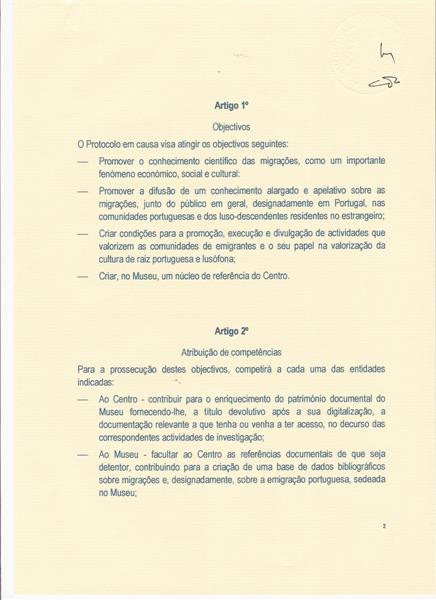 Artigo 1º
Objectivos
O Protocolo em causa visa atingir os objectivos seguintes:
— Promover o conhecimento científico das migrações, como um importante
fenómeno económico, social e cultural:
— Promover a difusão de um conhecimento alargado e apelativo sobre as
migrações, junto do público em geral, designadamente em Portugal, nas
comunidades portuguesas e dos luso-descendentes residentes no estrangeiro;
— Criar condições para a promoção, execução e divulgação de actividades que
valorizem as comunidades de emigrantes e o seu papel na valorização da
cultura de raiz portuguesa e lusófona;
— Criar, no Museu, um núcleo de referência do Centro.
Artigo 2º
Atribuição de competências
Para a prossecução destes objectivos, competirá a cada uma das entidades
indicadas:
— Ao Centro - contribuir para o enriquecimento do património documental do
Museu fornecendo-lhe, a título devolutivo após a sua digitalização, a
documentação relevante a que tenha ou venha a ter acesso, no decurso das
correspondentes actividades de investigação;
— Ao Museu - facultar ao Centro as referências documentais de que seja
detentor, contribuindo para a criação de uma base de dados bibliográficos
sobre migrações e, designadamente, sobre a emigração portuguesa, sedeada
no Museu;
2